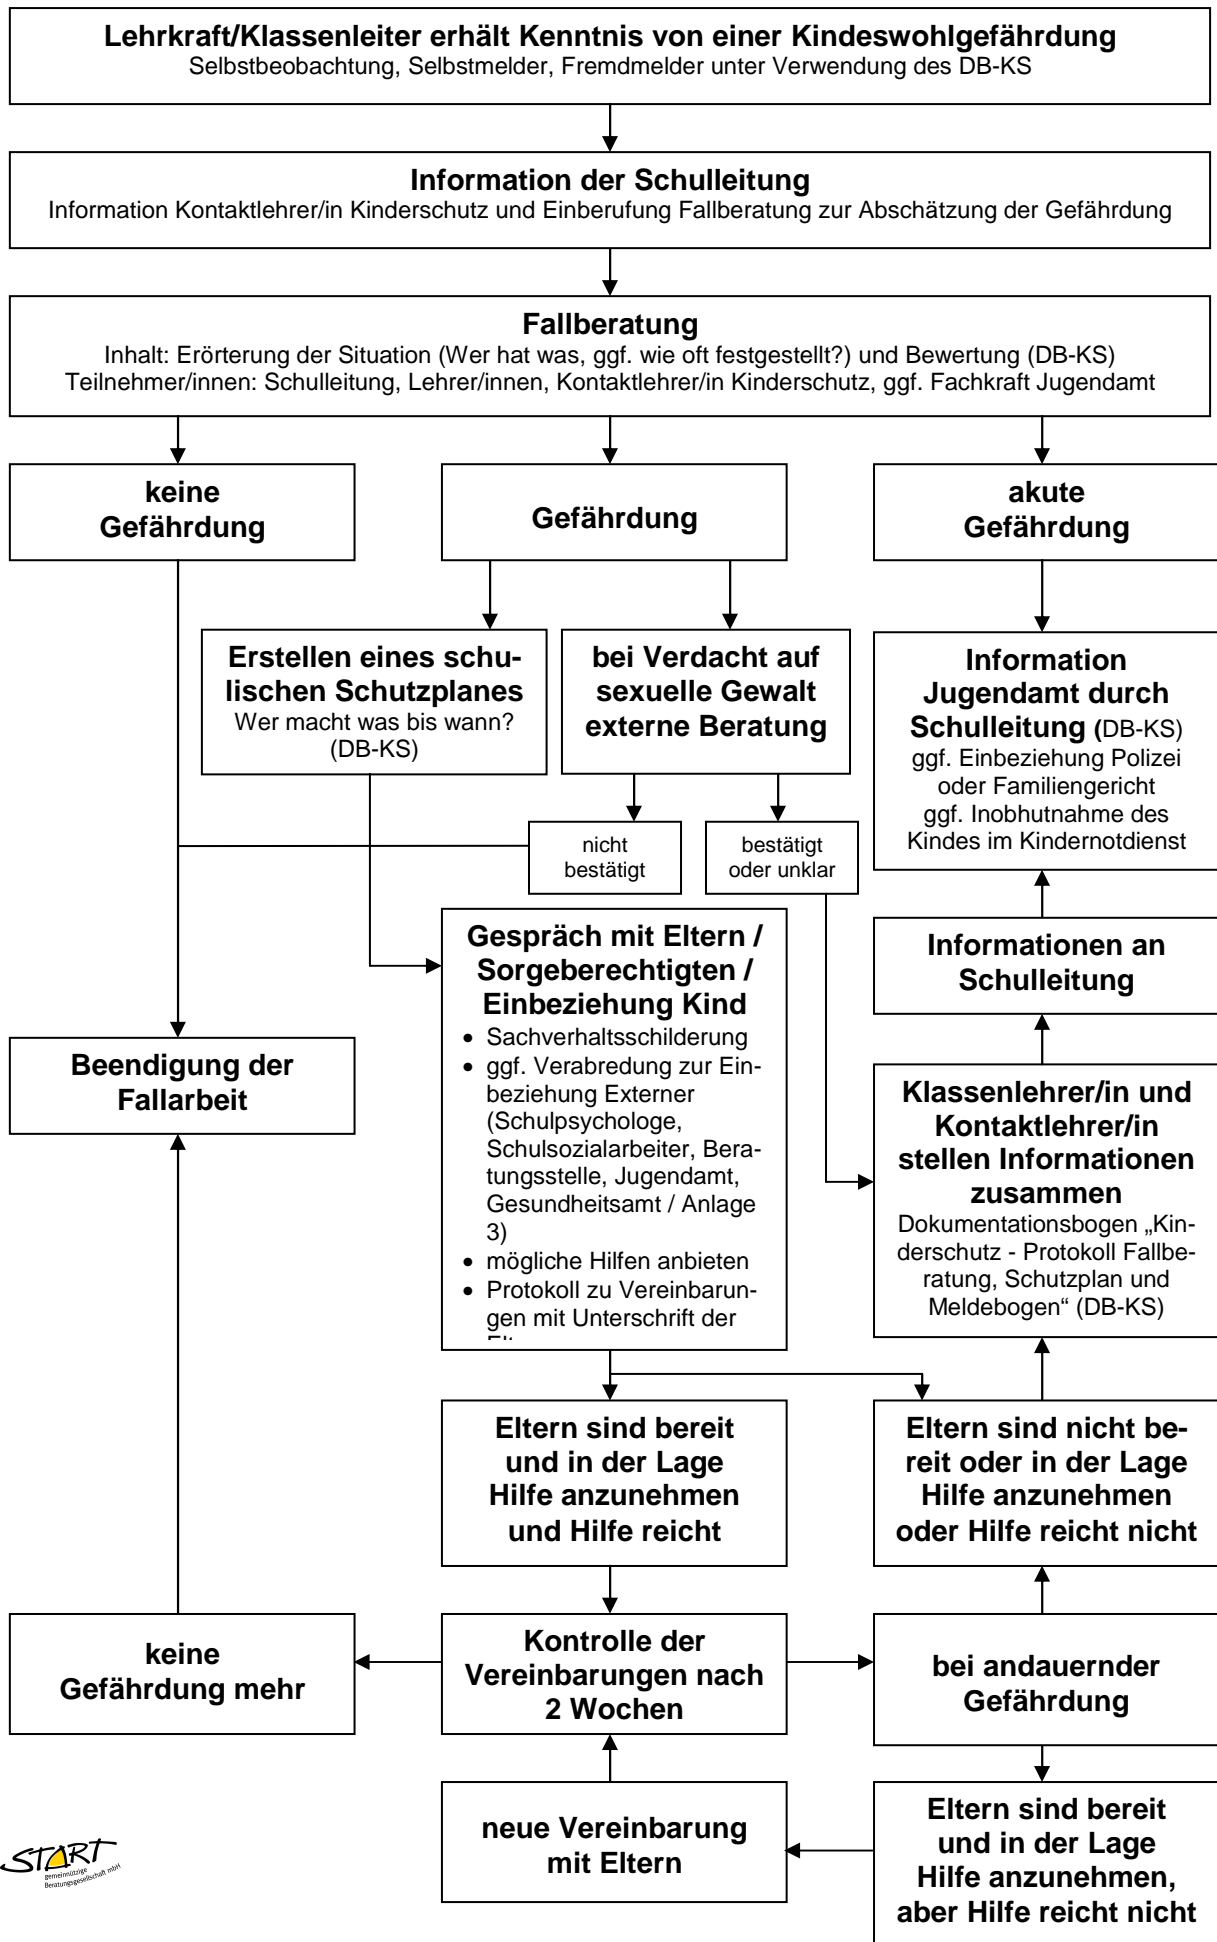 Lehrkraft/Klassenleiter erhält Kenntnis von einer Kindeswohlgefährdung
Selbstbeobachtung, Selbstmelder, Fremdmelder unter Verwendung des DB-KS
Information der Schulleitung
Information Kontaktlehrer/in Kinderschutz und Einberufung Fallberatung zur Abschätzung der Gefährdung
Fallberatung
Inhalt: Erörterung der Situation (Wer hat was, ggf. wie oft festgestellt?) und Bewertung (DB-KS)
Teilnehmer/innen: Schulleitung, Lehrer/innen, Kontaktlehrer/in Kinderschutz, ggf. Fachkraft Jugendamt
keine
Gefährdung
Gefährdung
akute
Gefährdung
Erstellen eines schu-
lischen Schutzplanes
Wer macht was bis wann?
(DB-KS)
bei Verdacht auf
sexuelle Gewalt
externe Beratung
Information
Jugendamt durch
Schulleitung (DB-KS)
ggf. Einbeziehung Polizei
oder Familiengericht
ggf. Inobhutnahme des
Kindes im Kindernotdienst
nicht
bestätigt
bestätigt
oder unklar
Gespräch mit Eltern /
Sorgeberechtigten /
Einbeziehung Kind
• Sachverhaltsschilderung
• ggf. Verabredung zur Ein-
beziehung Externer
(Schulpsychologe,
Schulsozialarbeiter, Bera-
tungsstelle, Jugendamt,
Gesundheitsamt / Anlage
3)
• mögliche Hilfen anbieten
• Protokoll zu Vereinbarun-
gen mit Unterschrift der
Informationen an
Schulleitung
Beendigung der
Fallarbeit
Klassenlehrer/in und
Kontaktlehrer/in
stellen Informationen
zusammen
Dokumentationsbogen „Kin-
derschutz - Protokoll Fallbe-
ratung, Schutzplan und
Meldebogen“ (DB-KS)
Eltern sind bereit
und in der Lage
Hilfe anzunehmen
und Hilfe reicht
Eltern sind nicht be-
reit oder in der Lage
Hilfe anzunehmen
oder Hilfe reicht nicht
keine
Gefährdung mehr
Kontrolle der
Vereinbarungen nach
2 Wochen
bei andauernder
Gefährdung
neue Vereinbarung
mit Eltern
Eltern sind bereit
und in der Lage
Hilfe anzunehmen,
aber Hilfe reicht nicht
START
gemeinnützige
Beratungsgesellschaft mbH